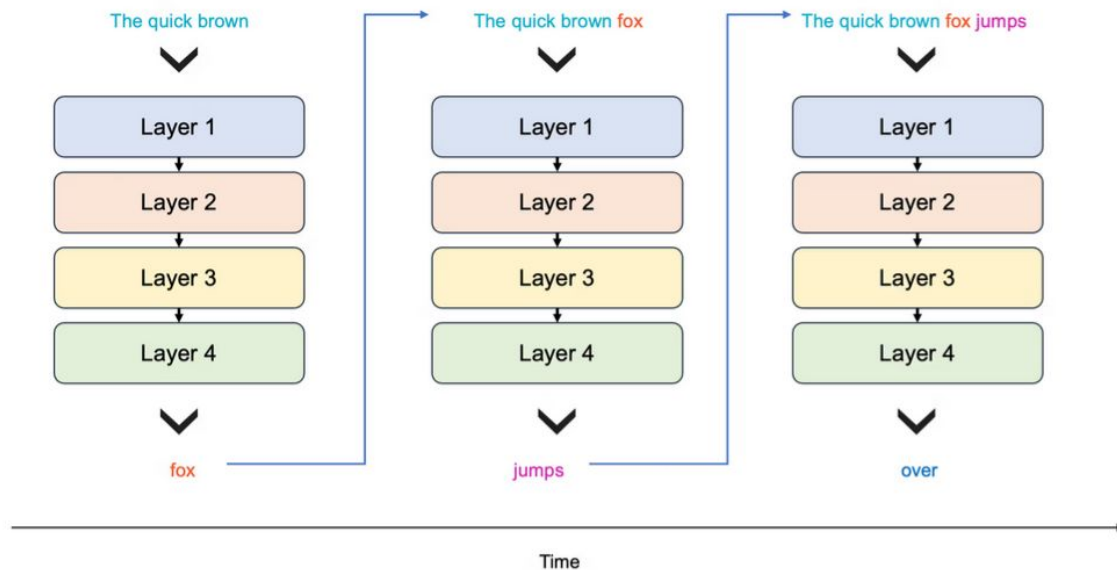 The quick brown
Layer 1
Layer 2
Layer 3
Layer 4
fox
The quick brown fox
Layer 1
Layer 2
Layer 3
Layer 4
jumps
The quick brown fox jumps
Layer 1
Layer 2
Layer 3
Layer 4
over
Time